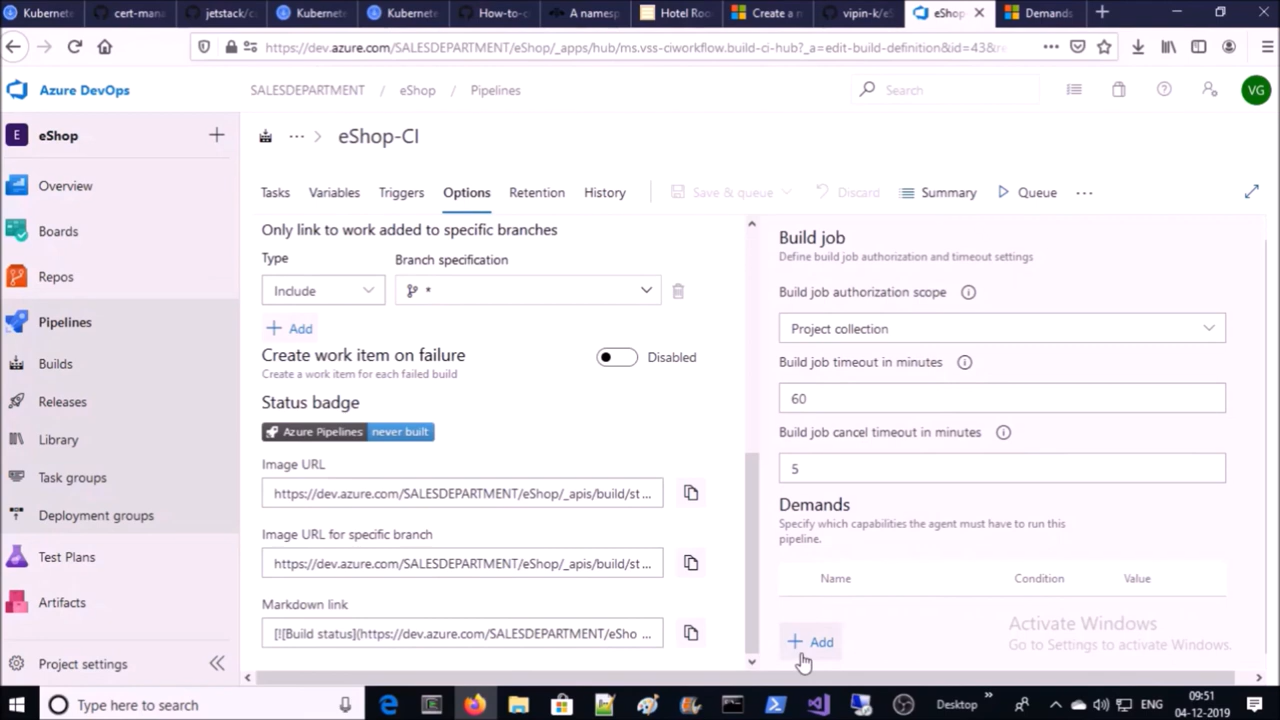 Kubernete
cert-mana
jetstack/c
Kubernete
Kubernete
How-to-c
A namesp
Hotel Roo
Create a n
vipin-k/eS
eShop
Demands
https://dev.azure.com/SALESDEPARTMENT/eShop/_apps/hub/ms.vss-ciworkflow.build-ci-hub?_a=edit-build-definition&id=43&r
Azure DevOps
SALESDEPARTMENT / eShop / Pipelines
Search
VG
E eShop
eShop-CI
Overview
Boards
Repos
Pipelines
Builds
Releases
Library
Task groups
Deployment groups
Test Plans
Artifacts
Project settings
Tasks Variables Triggers Options Retention History Save & queue Discard Summary Queue
Only link to work added to specific branches
Type Branch specification
Include *
Add
Create work item on failure
Disabled
Create a work item for each failed build
Status badge
Azure Pipelines never built
Image URL
https://dev.azure.com/SALESDEPARTMENT/eShop/_apis/build/st ...
Image URL for specific branch
https://dev.azure.com/SALESDEPARTMENT/eShop/_apis/build/st ...
Markdown link
[![Build status](https://dev.azure.com/SALESDEPARTMENT/eSho ...
Build job
Define build job authorization and timeout settings
Build job authorization scope
Project collection
Build job timeout in minutes
60
Build job cancel timeout in minutes
5
Demands
Specify which capabilities the agent must have to run this
pipeline.
Name Condition Value
Add
Activate Windows
Go to Settings to activate Windows.
Type here to search
Desktop
ENG
09:51
04-12-2019